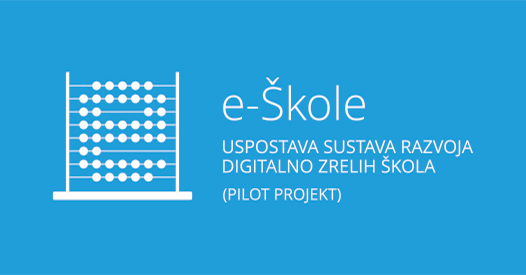 e-Škole
USPOSTAVA SUSTAVA RAZVOJA
DIGITALNO ZRELIH ŠKOLA
(PILOT PROJEKT)